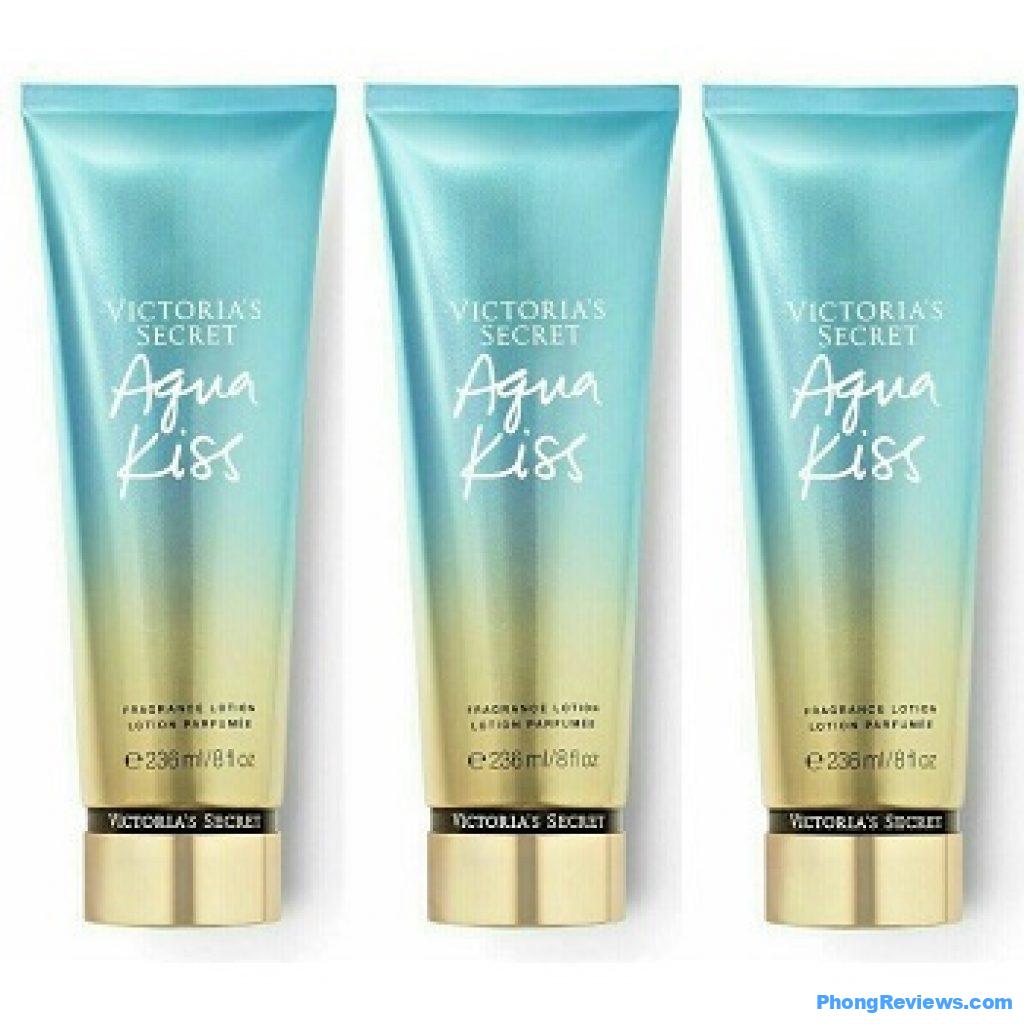 VICTORIA'S
SECRET
Aqua
Kiss
FRAGRANCE LOTION
LOTION PARFUMÉE
℮ 236 ml/8 fl oz
VICTORIA'S SECRET
VICTORIA'S
SECRET
Aqua
Kiss
FRAGRANCE LOTION
LOTION PARFUMÉE
℮ 236 ml/8 fl oz
VICTORIA'S SECRET
VICTORIA'S
SECRET
Aqua
Kiss
FRAGRANCE LOTION
LOTION PARFUMÉE
℮ 236 ml/8 fl oz
VICTORIA'S SECRET
PhongReviews.com